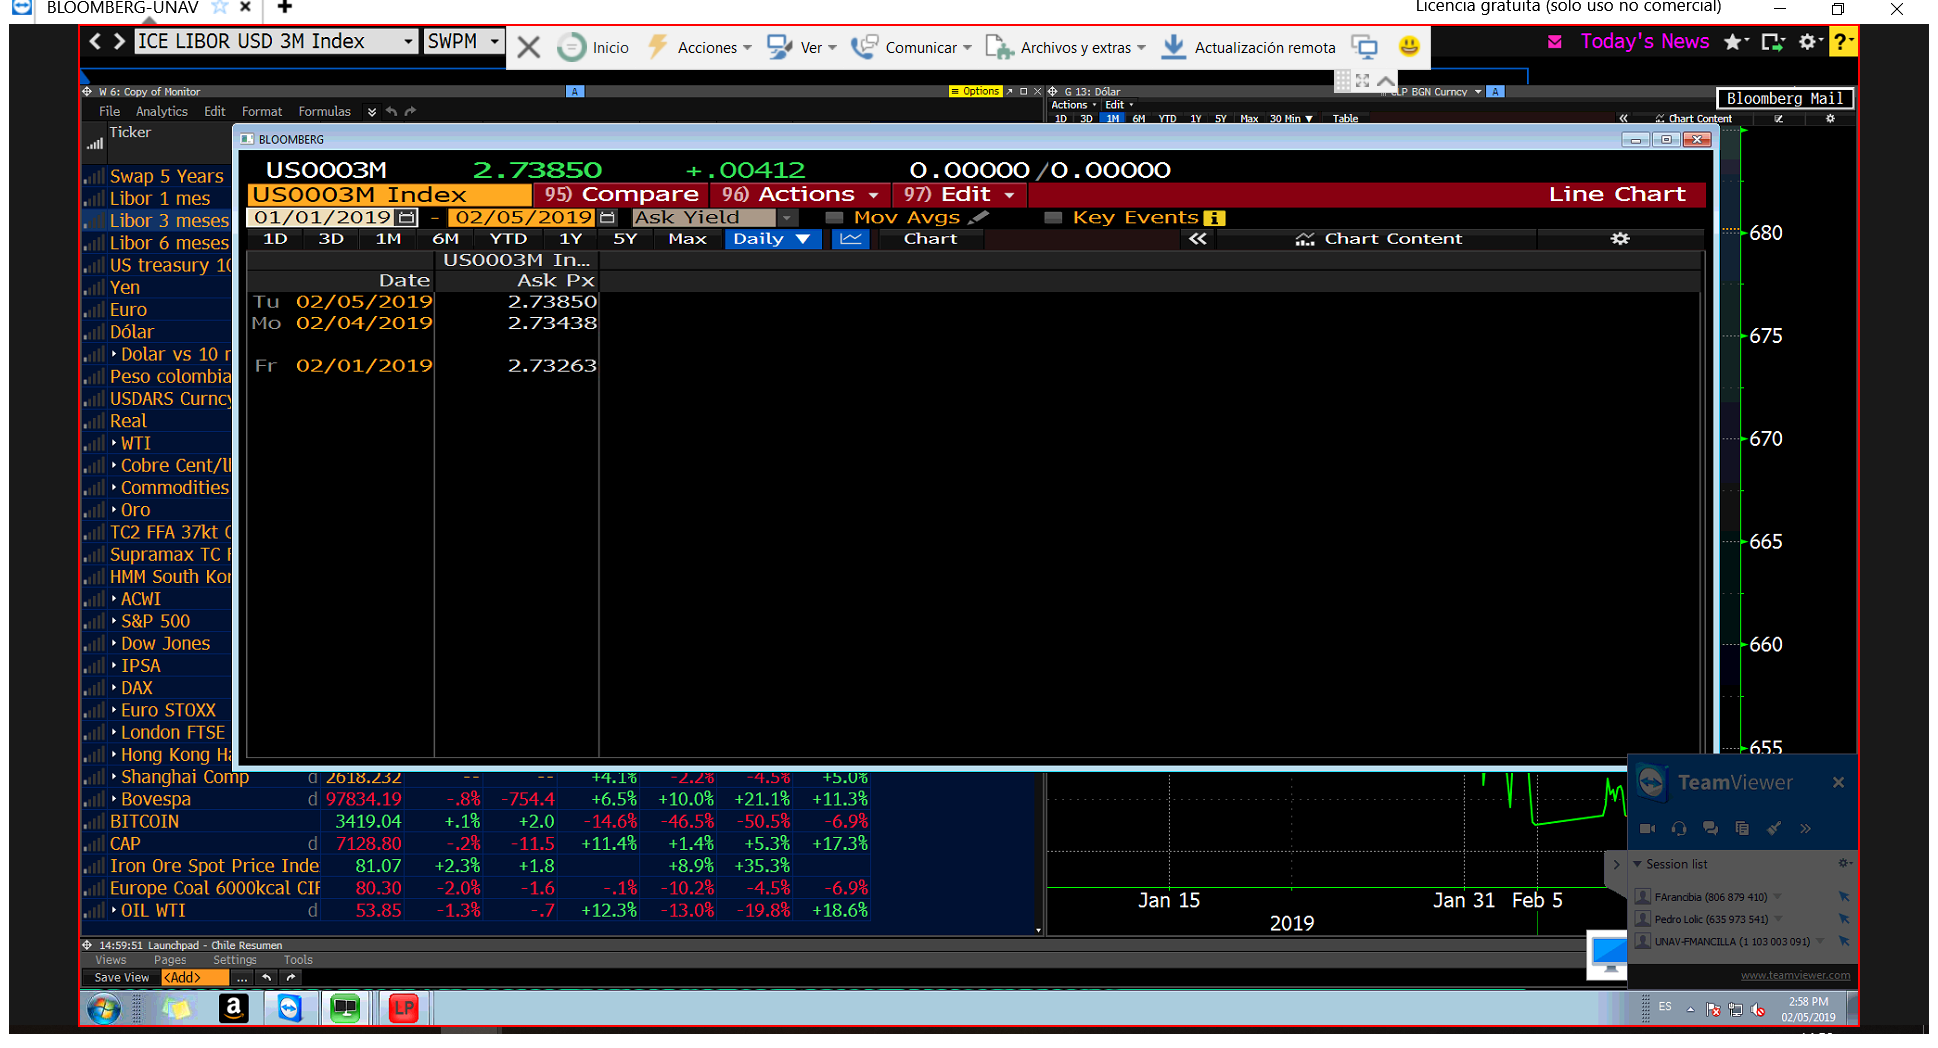 BLOOMBERG-UNAV
Licencia gratuita (solo uso no comercial)
ICE LIBOR USD 3M Index SWPM
Inicio Acciones Ver Comunicar Archivos y extras Actualización remota
Today's News
W 6: Copy of Monitor A Options
G 13: Dólar CLP BGN Curncy A
Bloomberg Mail
File Analytics Edit Format Formulas
Actions Edit
1D 3D 1M 6M YTD 1Y 5Y Max 30 Min Table Chart Content
Ticker
BLOOMBERG
US0003M 2.73850 +.00412 0.00000/0.00000
US0003M Index 95) Compare 96) Actions 97) Edit Line Chart
01/01/2019 - 02/05/2019 Ask Yield Mov Avgs Key Events
1D 3D 1M 6M YTD 1Y 5Y Max Daily Chart Chart Content
US0003M In...
Date Ask Px
Tu 02/05/2019 2.73850
Mo 02/04/2019 2.73438
Fr 02/01/2019 2.73263
Swap 5 Years
Libor 1 mes
Libor 3 meses
Libor 6 meses
US treasury 10
Yen
Euro
Dólar
Dolar vs 10 r
Peso colombia
USDARS Curncy
Real
WTI
Cobre Cent/ll
Commodities
Oro
TC2 FFA 37kt
Supramax TC
HMM South Kor
ACWI
S&P 500
Dow Jones
IPSA
DAX
Euro STOXX
London FTSE
Hong Kong Ha
Shanghai Comp d 2618.232 -- -- +4.1% -2.2% -4.5% +5.0%
Bovespa d 97834.19 -.8% -754.4 +6.5% +10.0% +21.1% +11.3%
BITCOIN 3419.04 +.1% +2.0 -14.6% -46.5% -50.5% -6.9%
CAP d 7128.80 -.2% -11.5 +11.4% +1.4% +5.3% +17.3%
Iron Ore Spot Price Inde 81.07 +2.3% +1.8 +8.9% +35.3%
Europe Coal 6000kcal CIF 80.30 -2.0% -1.6 -.1% -10.2% -4.5% -6.9%
OIL WTI d 53.85 -1.3% -.7 +12.3% -13.0% -19.8% +18.6%
680
675
670
665
660
655
Jan 15 Jan 31 Feb 5
2019
TeamViewer
Session list
FArancibia (806 879 410)
Pedro Lolic (635 973 541)
UNAV-FMANCILLA (1 103 003 091)
www.teamviewer.com
14:59:51 Launchpad - Chile Resumen
Views Pages Settings Tools
Save View <Add> ...
a
LP
ES
2:58 PM
02/05/2019